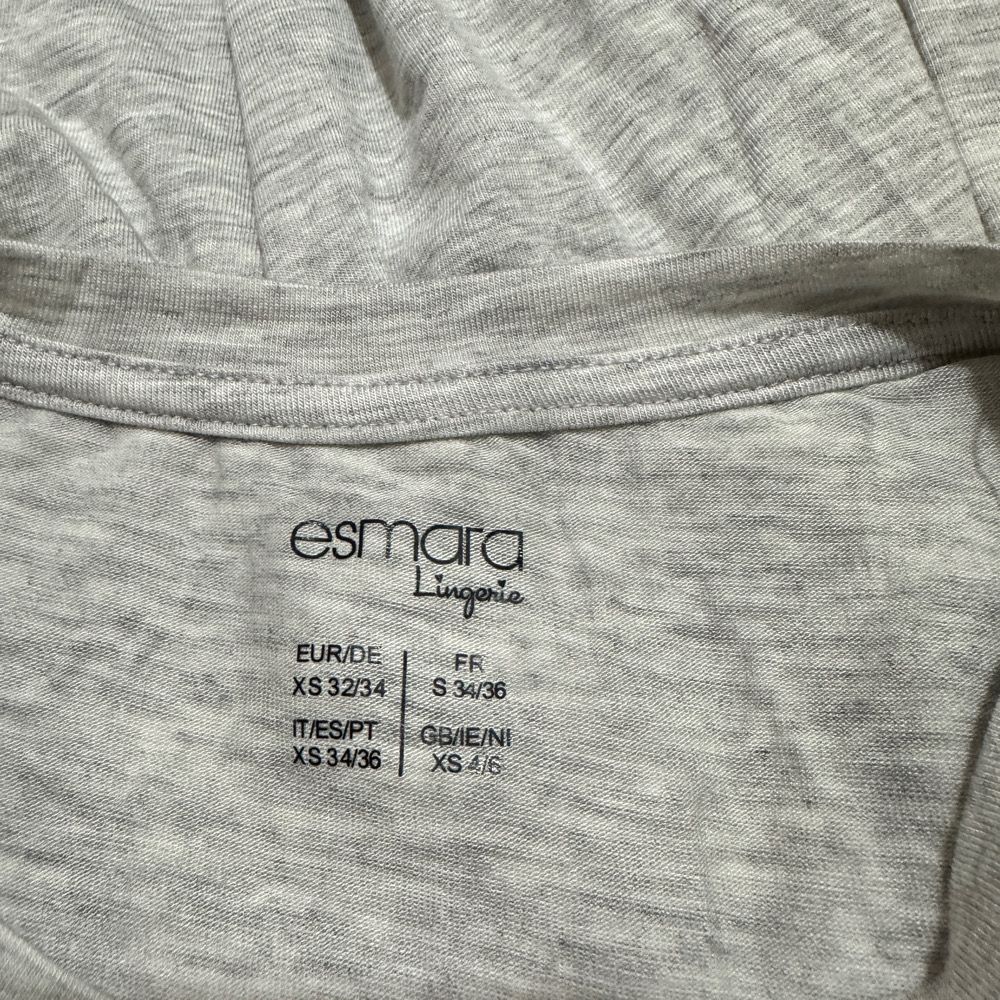 esmara
Lingerie
EUR/DE
XS 32/34
FR
S 34/36
IT/ES/PT
XS 34/36
GB/IE/NI
XS 4/6